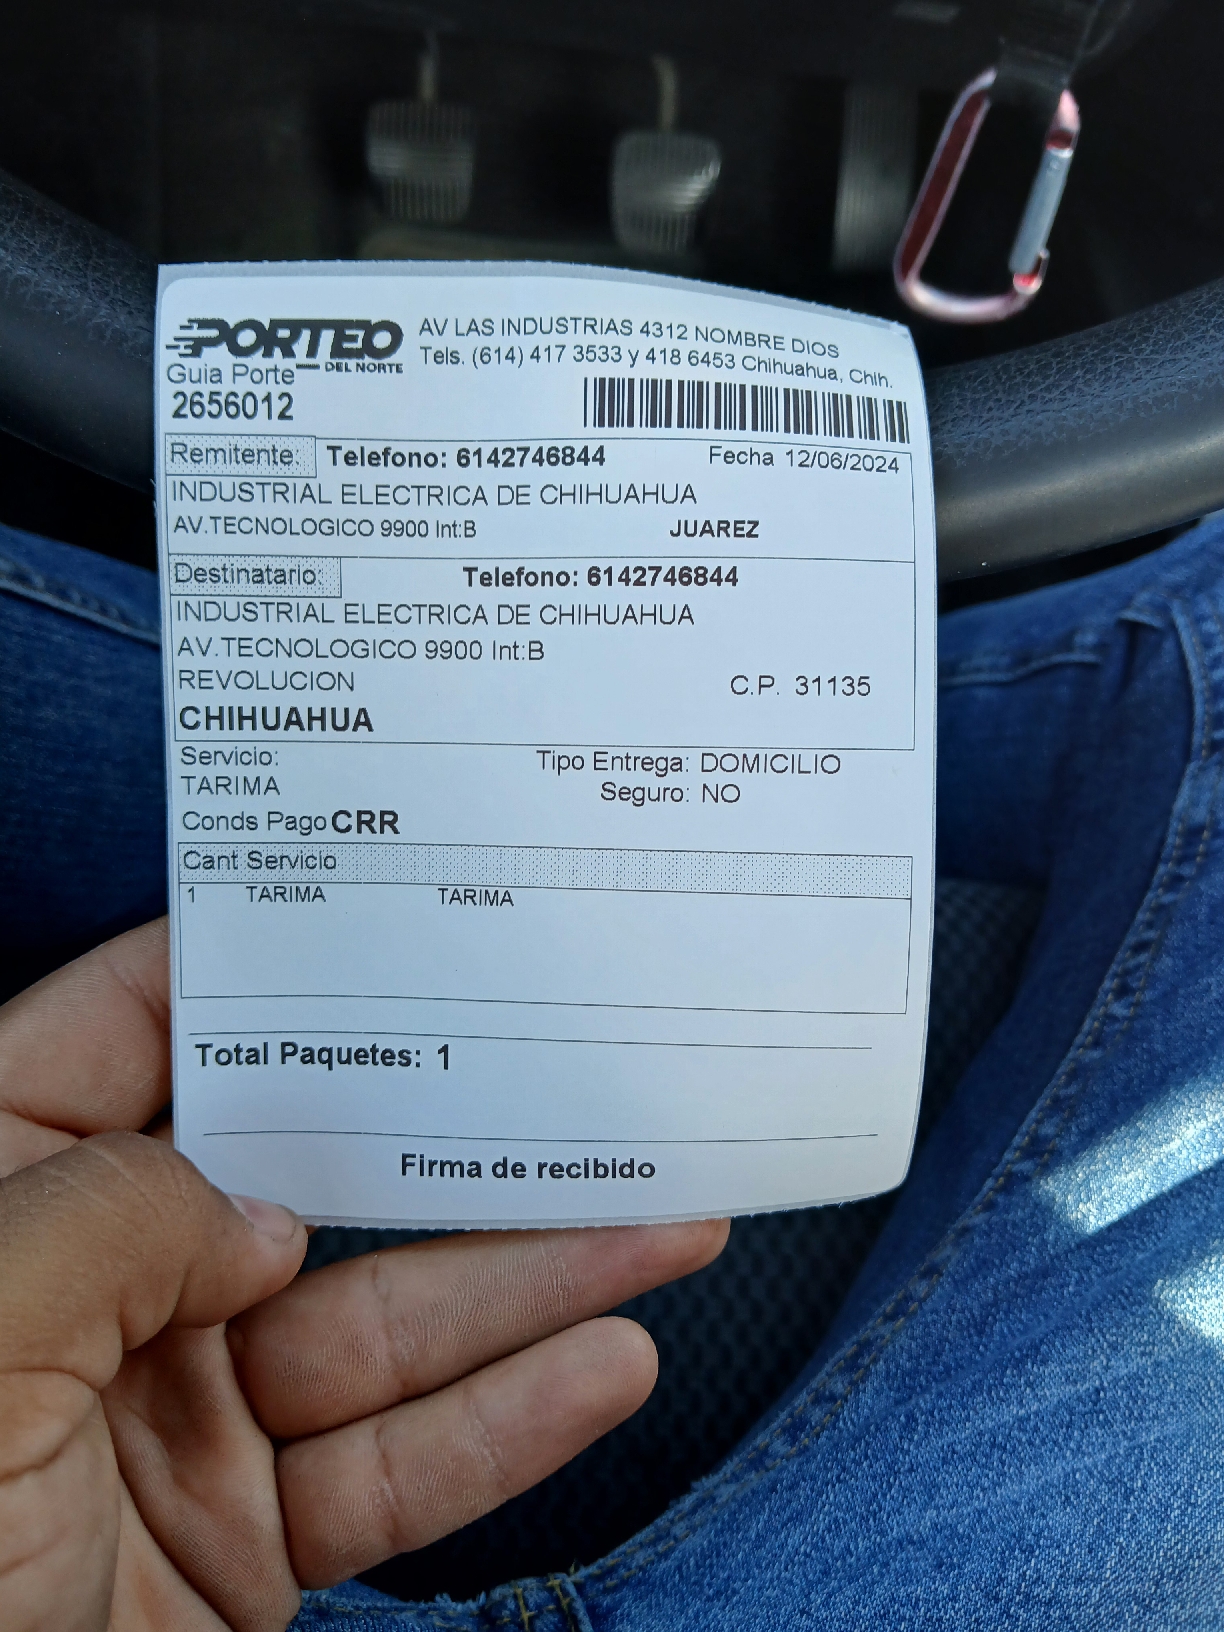 PORTEO
DEL NORTE
AV LAS INDUSTRIAS 4312 NOMBRE DIOS
Tels. (614) 417 3533 y 418 6453 Chihuahua, Chih.
Guia Porte
2656012
Remitente: Telefono: 6142746844 Fecha 12/06/2024
INDUSTRIAL ELECTRICA DE CHIHUAHUA
AV.TECNOLOGICO 9900 Int:B JUAREZ
Destinatario: Telefono: 6142746844
INDUSTRIAL ELECTRICA DE CHIHUAHUA
AV.TECNOLOGICO 9900 Int:B
REVOLUCION C.P. 31135
CHIHUAHUA
Servicio: Tipo Entrega: DOMICILIO
TARIMA Seguro: NO
Conds Pago CRR
Cant Servicio
1 TARIMA TARIMA
Total Paquetes: 1
Firma de recibido